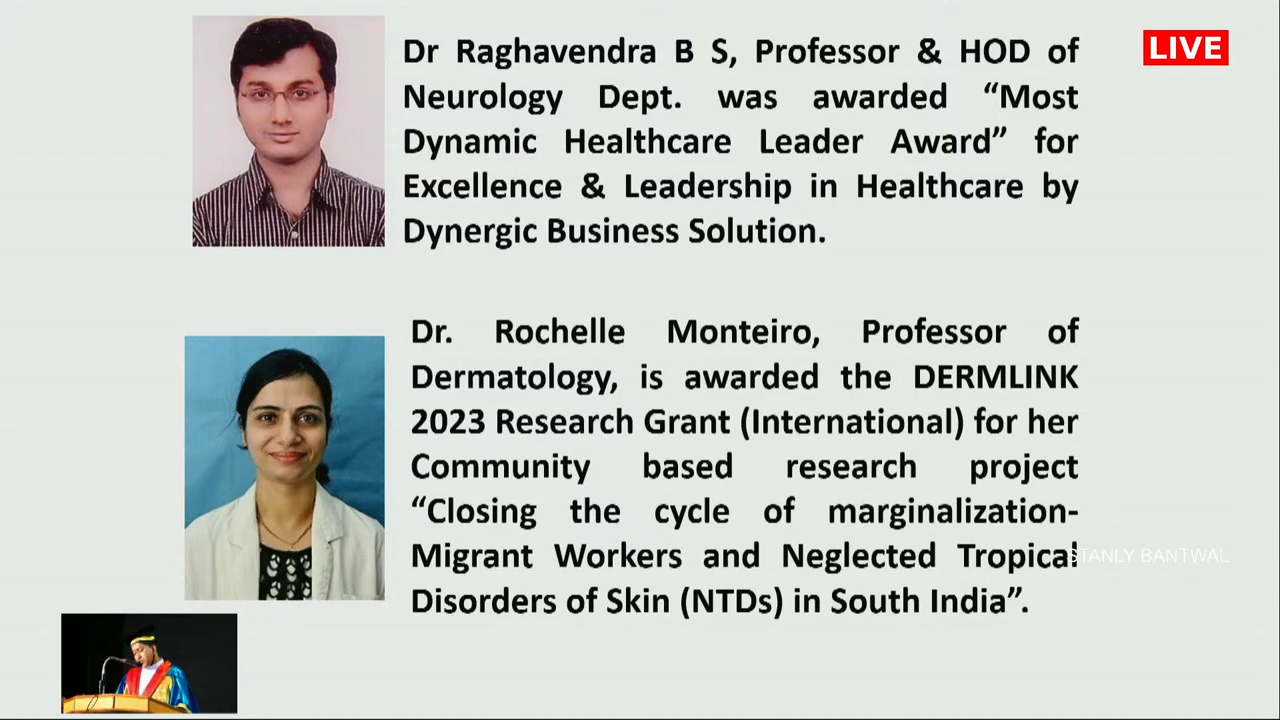 LIVE
Dr Raghavendra B S, Professor & HOD of
Neurology Dept. was awarded “Most
Dynamic Healthcare Leader Award” for
Excellence & Leadership in Healthcare by
Dynergic Business Solution.
Dr. Rochelle Monteiro, Professor of
Dermatology, is awarded the DERMLINK
2023 Research Grant (International) for her
Community based research project
“Closing the cycle of marginalization-
Migrant Workers and Neglected Tropical
Disorders of Skin (NTDs) in South India”.
STANLY BANTWAL